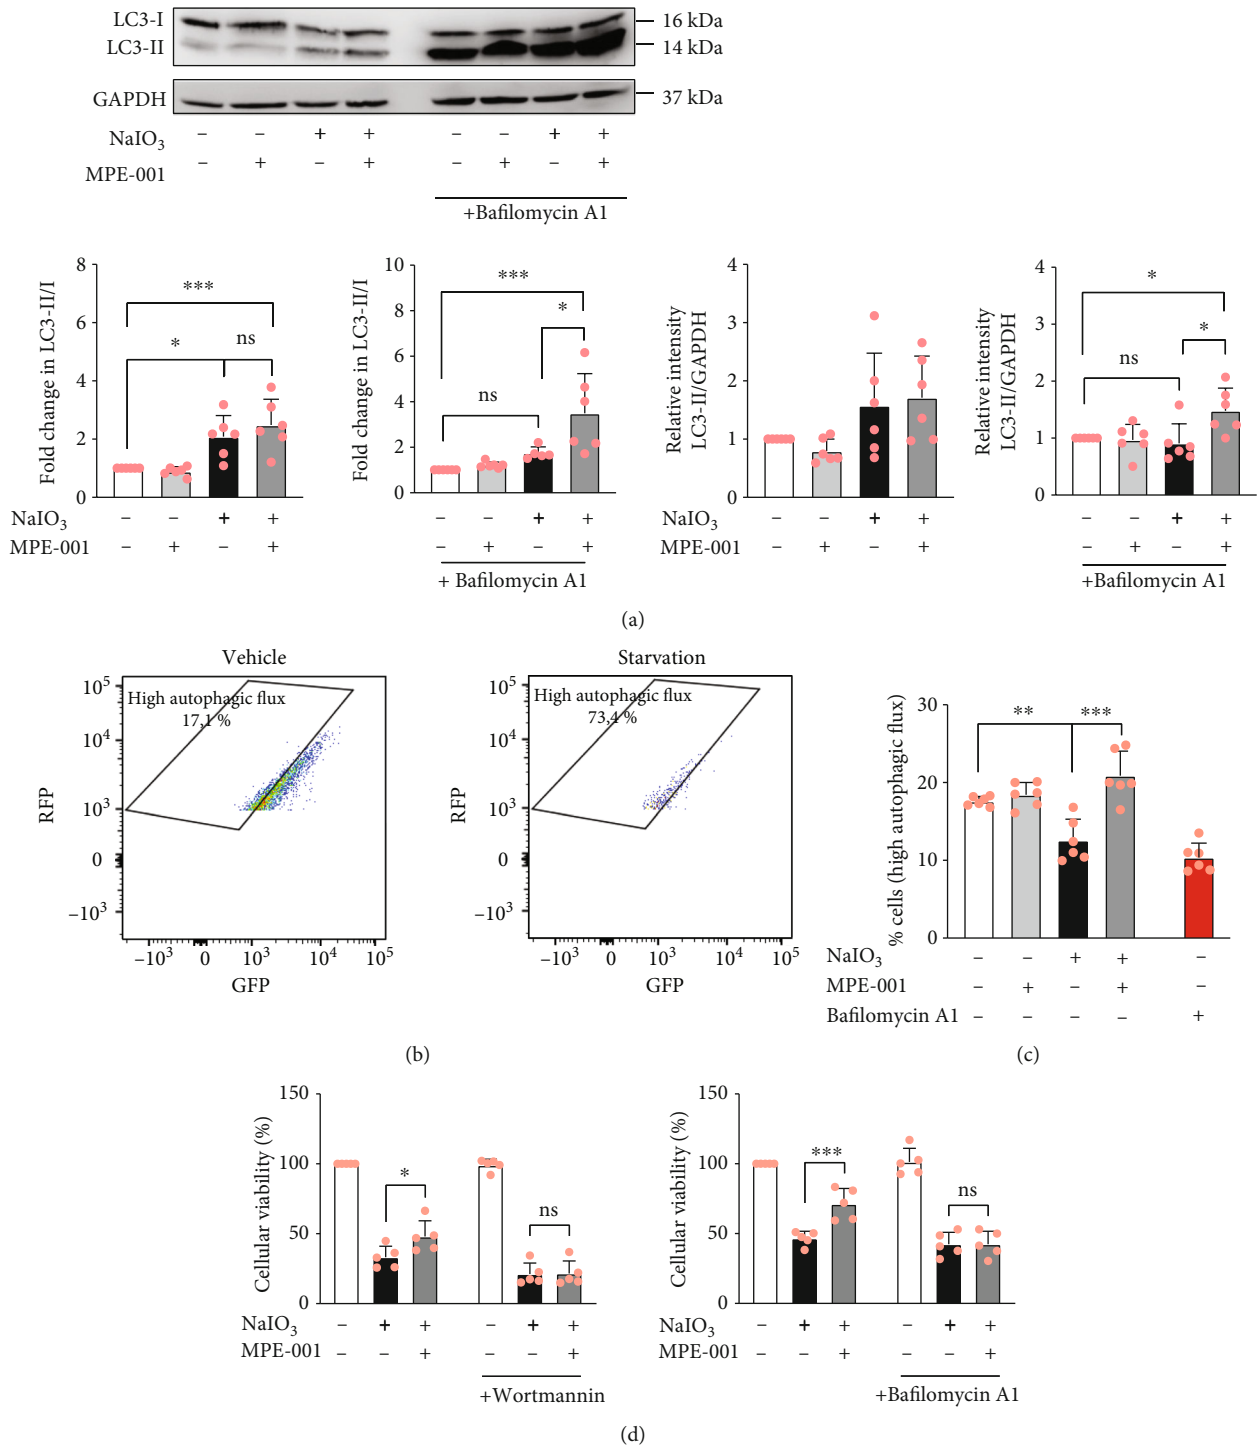 LC3-I
16 kDa
LC3-II
14 kDa
GAPDH
37 kDa
NaIO3 − − + + − − + +
MPE-001 − + − + − + − +
+Bafilomycin A1
Fold change in LC3-II/I
8
6
4
2
0
***
*
ns
NaIO3 − − + +
MPE-001 − + − +
Fold change in LC3-II/I
10
8
6
4
2
0
***
*
ns
− − + +
− + − +
+ Bafilomycin A1
Relative intensity
LC3-II/GAPDH
4
3
2
1
0
NaIO3 − − + +
MPE-001 − + − +
Relative intensity
LC3-II/GAPDH
4
3
2
1
0
*
*
ns
− − + +
− + − +
+Bafilomycin A1
(a)
Vehicle
High autophagic flux
17,1 %
RFP
10^5
10^4
10^3
0
−10^3
−10^3 0 10^3 10^4 10^5
GFP
Starvation
High autophagic flux
73,4 %
RFP
10^5
10^4
10^3
0
−10^3
−10^3 0 10^3 10^4 10^5
GFP
(b)
% cells (high autophagic flux)
30
20
10
0
** ***
NaIO3 − − + + −
MPE-001 − + − + −
Bafilomycin A1 − − − − +
(c)
Cellular viability (%)
150
100
50
0
*
ns
NaIO3 − + + − + +
MPE-001 − − + − − +
+Wortmannin
Cellular viability (%)
150
100
50
0
***
ns
NaIO3 − + + − + +
MPE-001 − − + − − +
+Bafilomycin A1
(d)